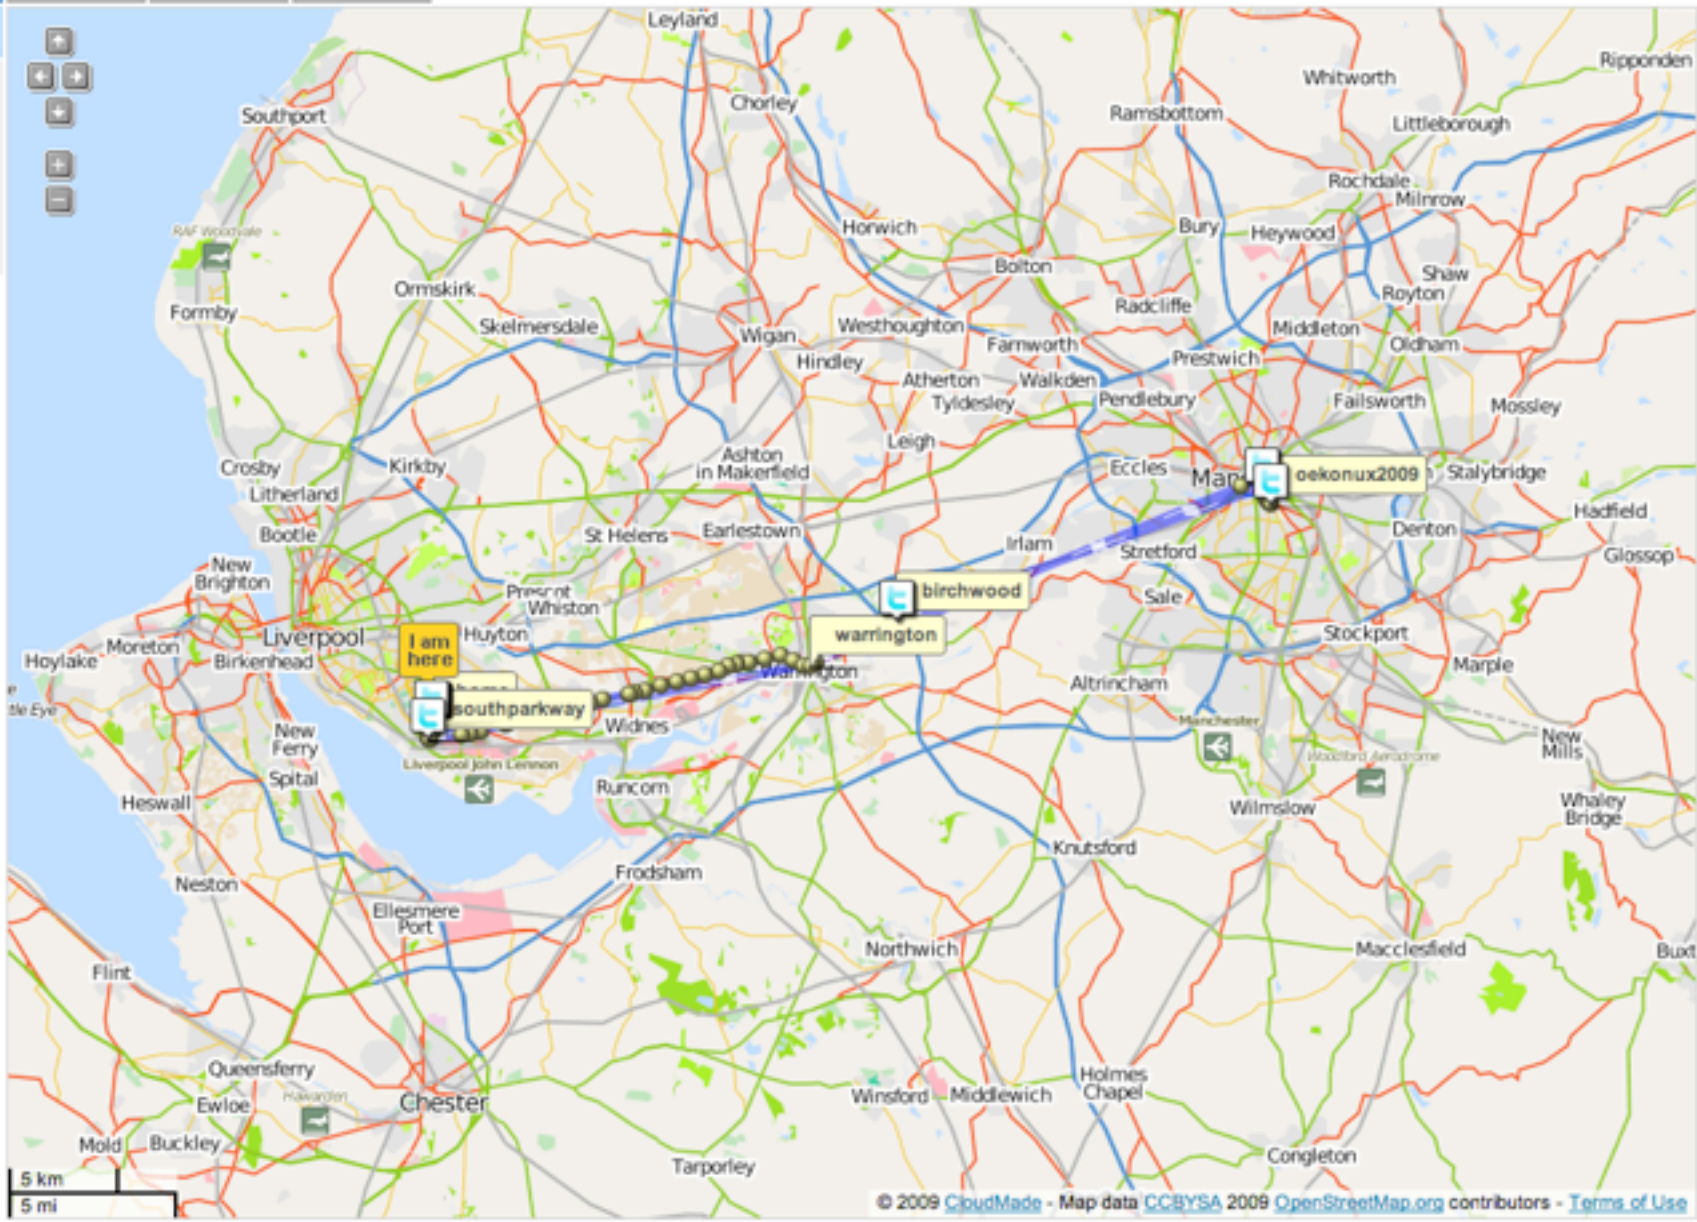 Leyland
Ripponden
Whitworth
Chorley
Ramsbottom
Southport
Littleborough
Rochdale
Milnrow
RAF Woodvale
Horwich
Bury
Heywood
Bolton
Shaw
Ormskirk
Royton
Formby
Radcliffe
Skelmersdale
Westhoughton
Middleton
Wigan
Farnworth
Oldham
Hindley
Prestwich
Atherton
Walkden
Tyldesley
Pendlebury
Failsworth
Mossley
Leigh
Crosby
Kirkby
Ashton
in Makerfield
Eccles
Man
oekonux2009
Stalybridge
Litherland
Bootle
St Helens
Earlestown
Irlam
Denton
Hadfield
Stretford
Glossop
New
Brighton
Prescot
Whiston
birchwood
Sale
Liverpool
Huyton
warrington
Stockport
Moreton
I am
here
Hoylake
Birkenhead
Marple
Warrington
Altrincham
tle Eye
southparkway
Widnes
Manchester
New
Ferry
New
Mills
Liverpool John Lennon
Woodford Aerodrome
Spital
Runcorn
Heswall
Wilmslow
Whaley
Bridge
Knutsford
Neston
Frodsham
Ellesmere
Port
Northwich
Macclesfield
Buxt
Flint
Queensferry
Holmes
Chapel
Hawarden
Ewloe
Chester
Winsford
Middlewich
Mold
Buckley
Congleton
Tarporley
5 km
5 mi
© 2009 CloudMade - Map data CCBYSA 2009 OpenStreetMap.org contributors - Terms of Use